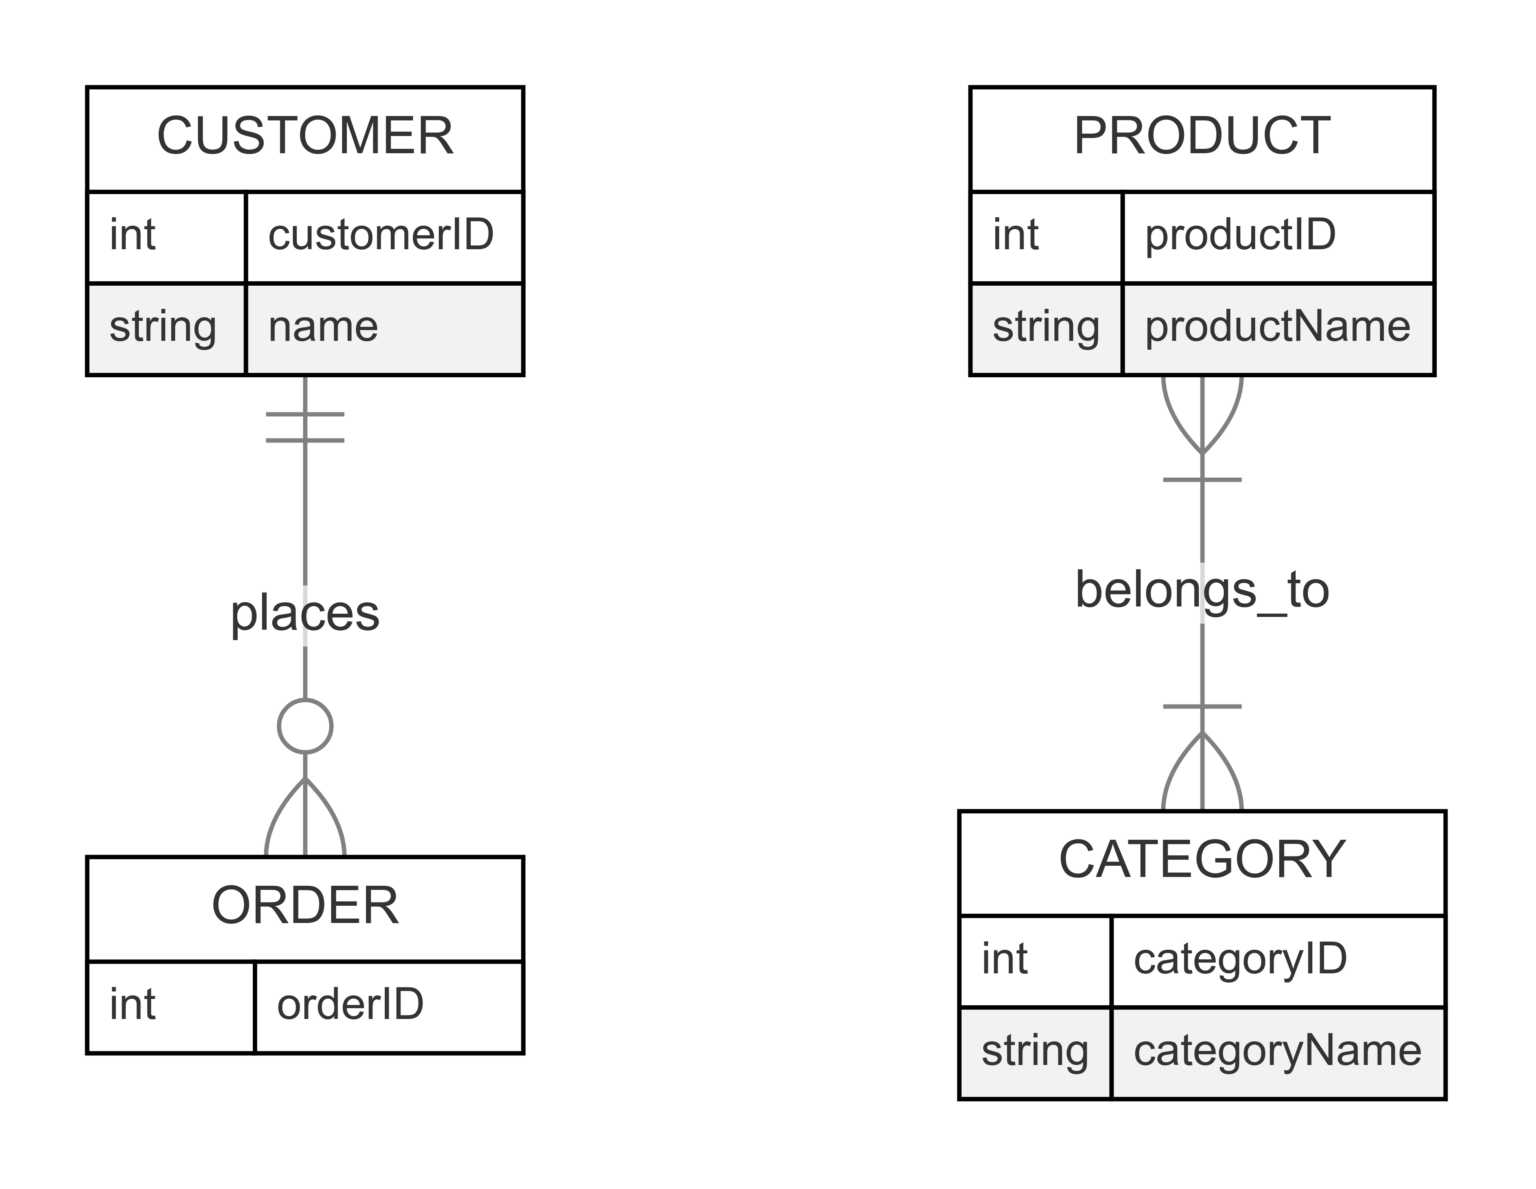 CUSTOMER
int customerID
string name
places
ORDER
int orderID
PRODUCT
int productID
string productName
belongs_to
CATEGORY
int categoryID
string categoryName